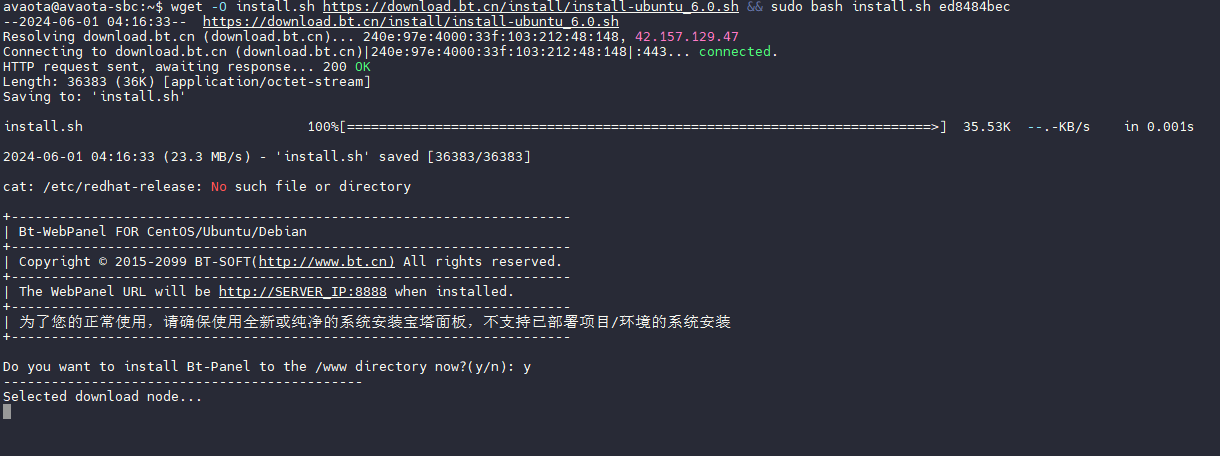 avaota@avaota-sbc:~$ wget -O install.sh https://download.bt.cn/install/install-ubuntu_6.0.sh && sudo bash install.sh ed8484bec
--2024-06-01 04:16:33--  https://download.bt.cn/install/install-ubuntu_6.0.sh
Resolving download.bt.cn (download.bt.cn)... 240e:97e:4000:33f:103:212:48:148, 42.157.129.47
Connecting to download.bt.cn (download.bt.cn)|240e:97e:4000:33f:103:212:48:148|:443... connected.
HTTP request sent, awaiting response... 200 OK
Length: 36383 (36K) [application/octet-stream]
Saving to: 'install.sh'
install.sh 100%[=========================================================================>] 35.53K --.-KB/s in 0.001s
2024-06-01 04:16:33 (23.3 MB/s) - 'install.sh' saved [36383/36383]
cat: /etc/redhat-release: No such file or directory
+----------------------------------------------------------------------
| Bt-WebPanel FOR CentOS/Ubuntu/Debian
+----------------------------------------------------------------------
| Copyright © 2015-2099 BT-SOFT(http://www.bt.cn) All rights reserved.
+----------------------------------------------------------------------
| The WebPanel URL will be http://SERVER_IP:8888 when installed.
+----------------------------------------------------------------------
| 为了您的正常使用，请确保使用全新或纯净的系统安装宝塔面板，不支持已部署项目/环境的系统安装
+----------------------------------------------------------------------
Do you want to install Bt-Panel to the /www directory now?(y/n): y
---------------------------------------------
Selected download node...